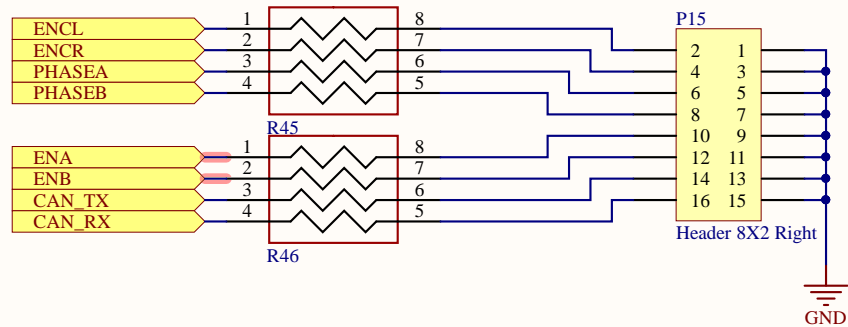 ENCL 1 8
ENCR 2 7
PHASEA 3 6
PHASEB 4 5
R45
ENA 1 8
ENB 2 7
CAN_TX 3 6
CAN_RX 4 5
R46
P15
2 1
4 3
6 5
8 7
10 9
12 11
14 13
16 15
Header 8X2 Right
GND